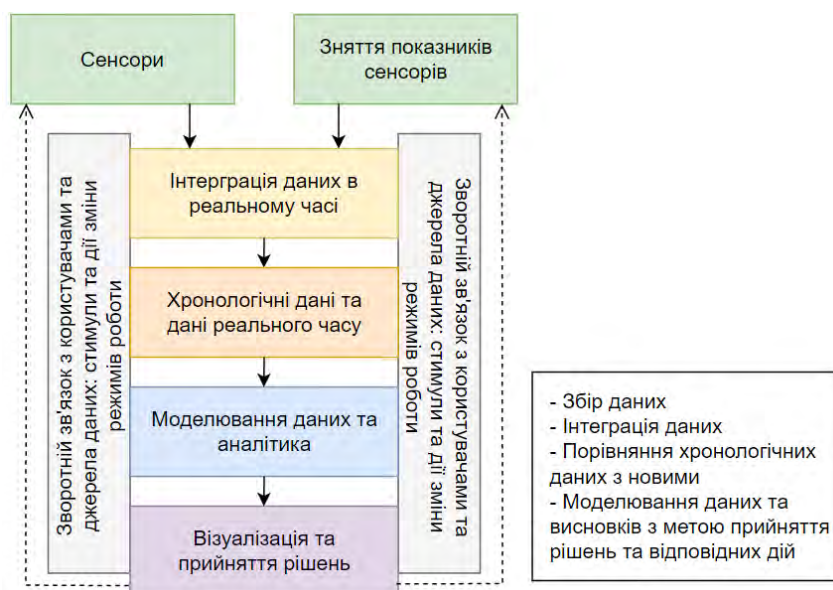 Сенсори
Зняття показників
сенсорів
Зворотній зв'язок з користувачами та
джерела даних: стимули та дії зміни
режимів роботи
Інтерграція даних в
реальному часі
Хронологічні дані та
дані реального часу
Моделювання даних та
аналітика
Візуалізація та
прийняття рішень
Зворотній зв'язок з користувачами та
джерела даних: стимули та дії зміни
режимів роботи
- Збір даних
- Інтеграція даних
- Порівняння хронологічних
даних з новими
- Моделювання даних та
висновків з метою прийняття
рішень та відповідних дій